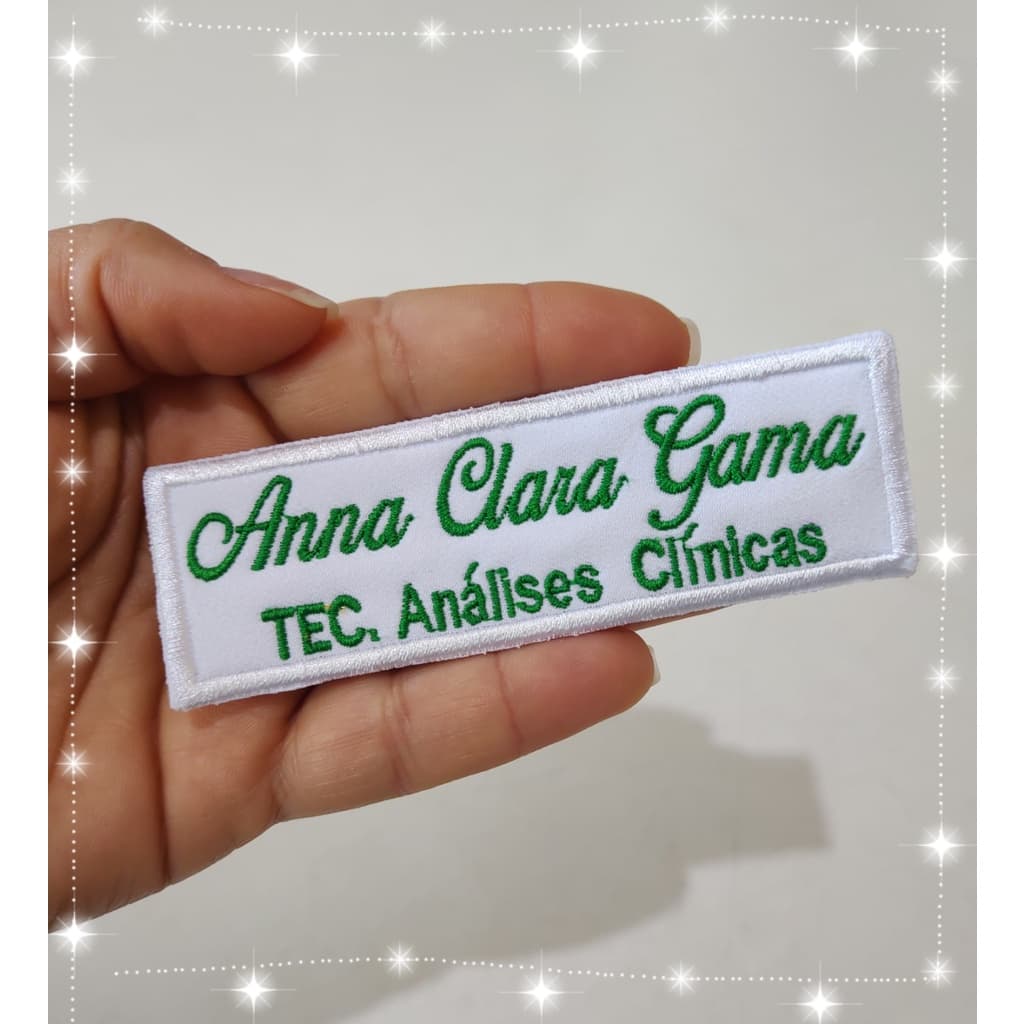 Anna Clara Gama
TEC. Análises Clínicas